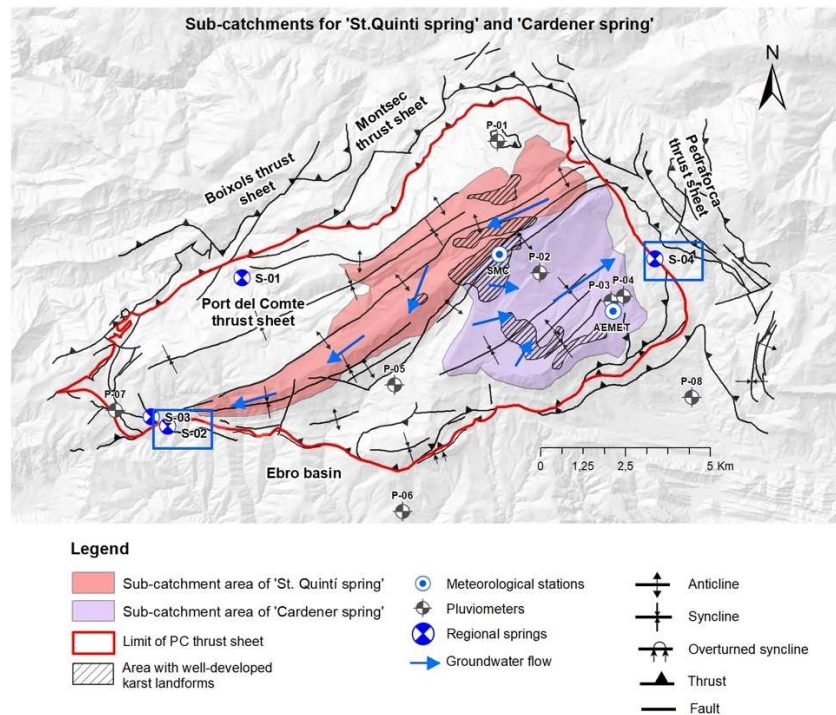 Sub-catchments for 'St.Quinti spring' and 'Cardener spring'
N
Montsec
thrust sheet
P-01
Boixols thrust
sheet
Pedraforca
thrust sheet
S-01
SMC
P-02
S-04
Port del Comte
thrust sheet
P-03
P-04
AEMET
P-05
P-07
P-08
S-03
S-02
Ebro basin
0 1,25 2,5 5 Km
P-06
Legend
Sub-catchment area of 'St. Quintí spring'
Sub-catchment area of 'Cardener spring'
Limit of PC thrust sheet
Area with well-developed
karst landforms
Meteorological stations
Pluviometers
Regional springs
Groundwater flow
Anticline
Syncline
Overturned syncline
Thrust
Fault